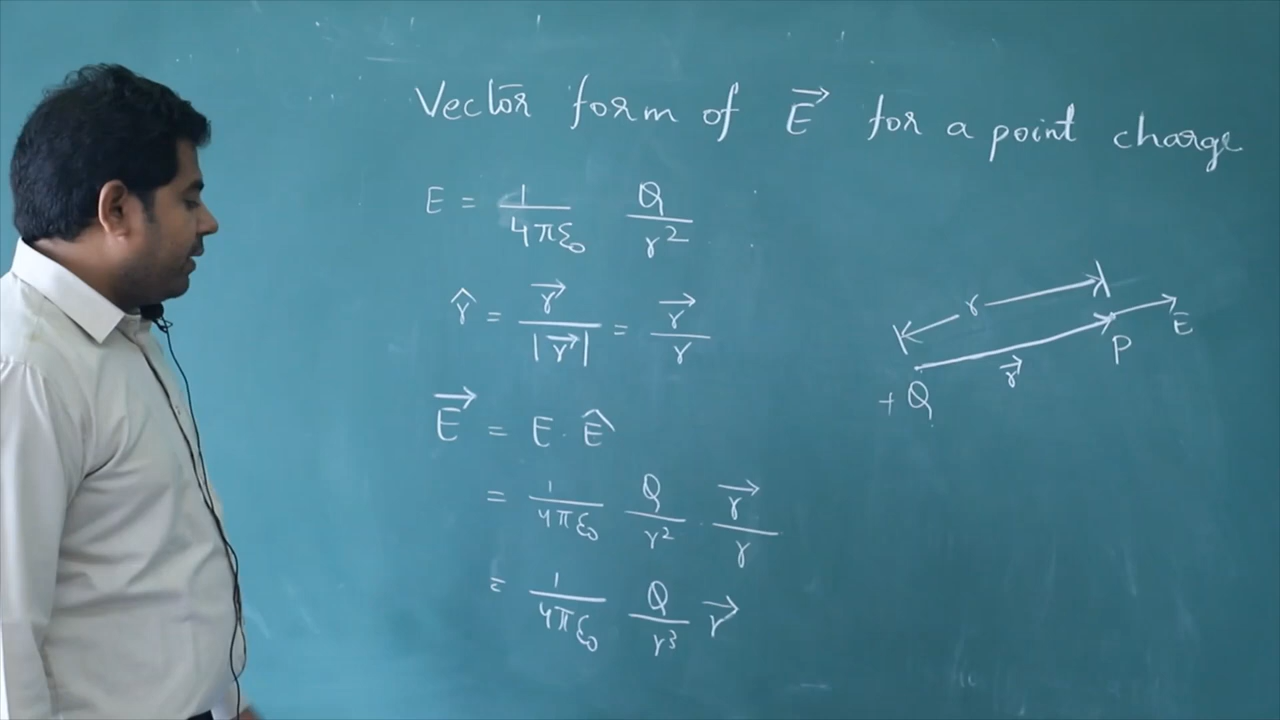 Vector form of E⃗ for a point charge
E = 1/4πε₀ Q/r²
r̂ = r⃗/|r⃗| = r⃗/r
E⃗ = E · Ê
= 1/4πε₀ Q/r² · r⃗/r
= 1/4πε₀ Q/r³ r⃗
r
E⃗
P
r⃗
+Q